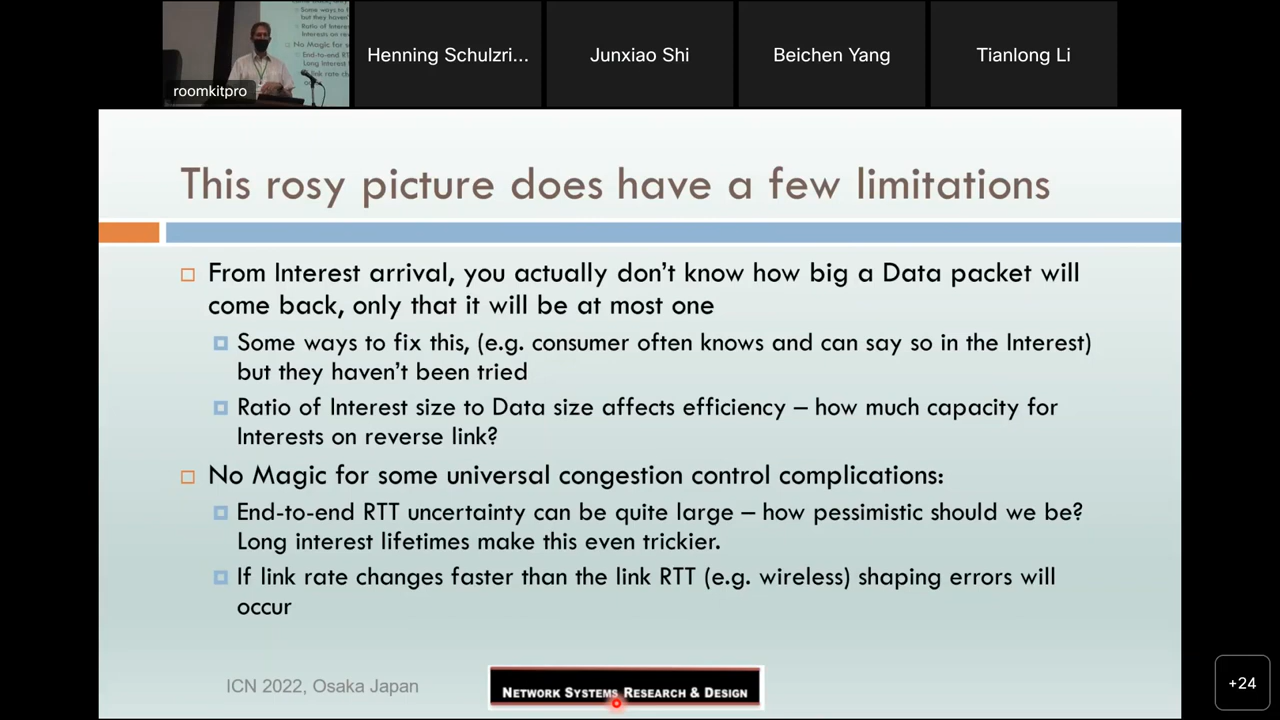 roomkitpro
Henning Schulzri...
Junxiao Shi
Beichen Yang
Tianlong Li
This rosy picture does have a few limitations
From Interest arrival, you actually don't know how big a Data packet will
come back, only that it will be at most one
Some ways to fix this, (e.g. consumer often knows and can say so in the Interest)
but they haven't been tried
Ratio of Interest size to Data size affects efficiency – how much capacity for
Interests on reverse link?
No Magic for some universal congestion control complications:
End-to-end RTT uncertainty can be quite large – how pessimistic should we be?
Long interest lifetimes make this even trickier.
If link rate changes faster than the link RTT (e.g. wireless) shaping errors will
occur
ICN 2022, Osaka Japan
NETWORK SYSTEMS RESEARCH & DESIGN
+24